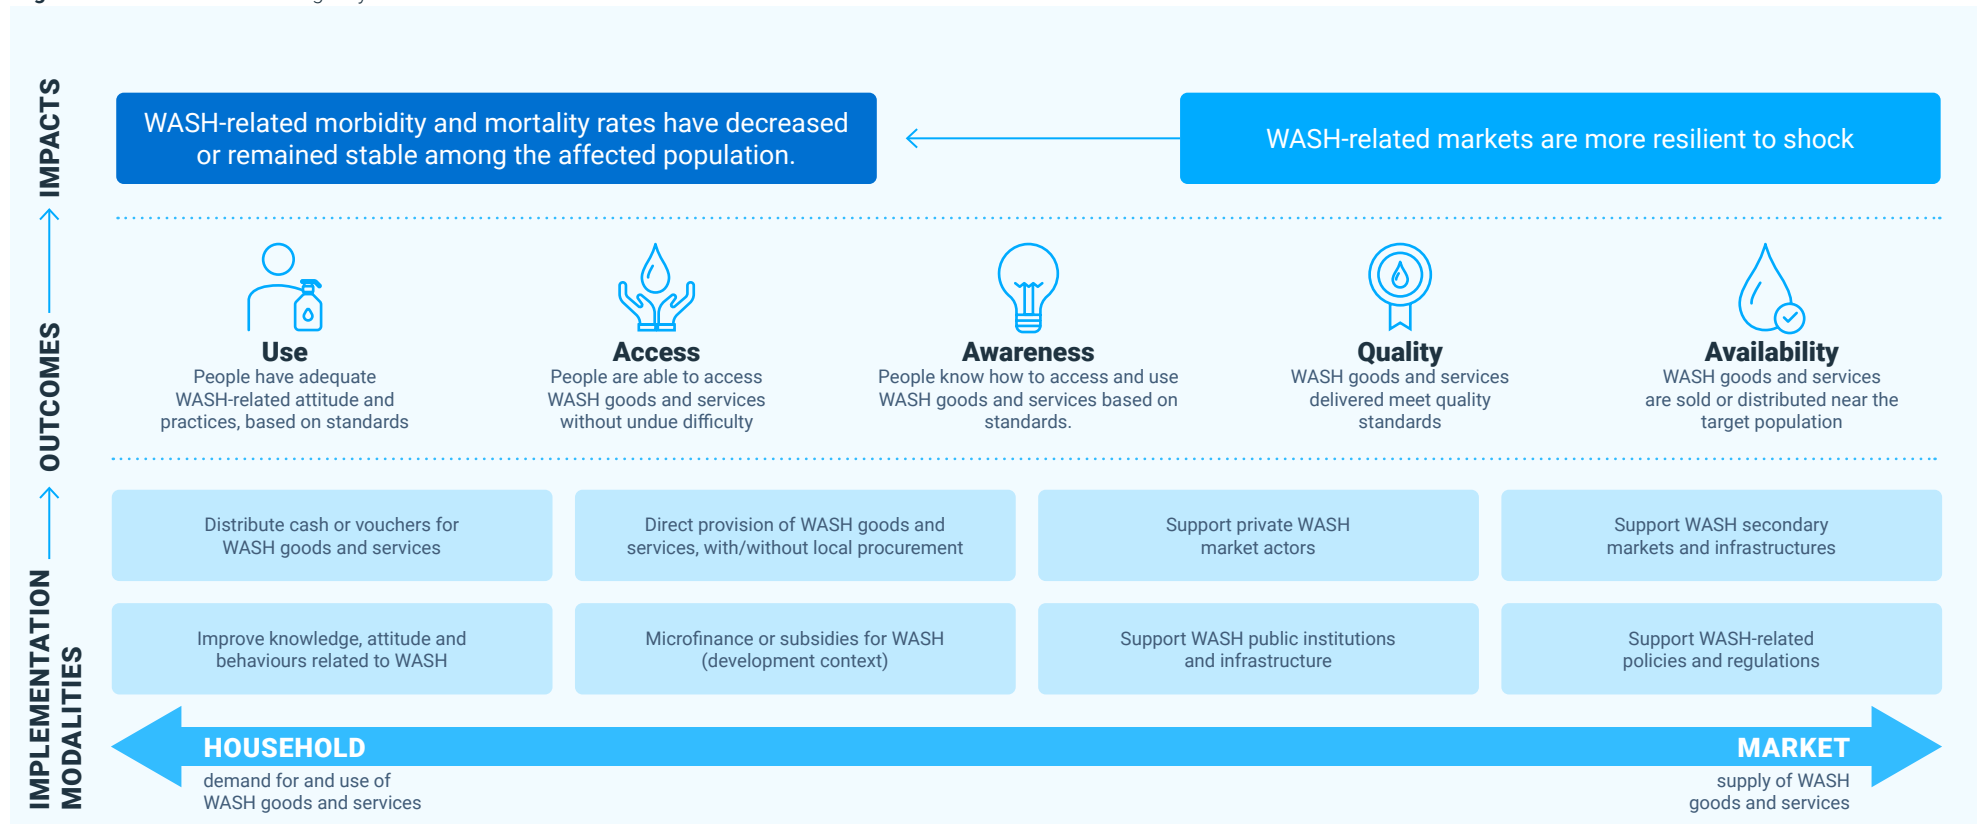 IMPACTS
WASH-related morbidity and mortality rates have decreased
or remained stable among the affected population.
WASH-related markets are more resilient to shock
OUTCOMES
Use
People have adequate
WASH-related attitude and
practices, based on standards
Access
People are able to access
WASH goods and services
without undue difficulty
Awareness
People know how to access and use
WASH goods and services based on
standards.
Quality
WASH goods and services
delivered meet quality
standards
Availability
WASH goods and services
are sold or distributed near the
target population
IMPLEMENTATION
MODALITIES
Distribute cash or vouchers for
WASH goods and services
Direct provision of WASH goods and
services, with/without local procurement
Support private WASH
market actors
Support WASH secondary
markets and infrastructures
Improve knowledge, attitude and
behaviours related to WASH
Microfinance or subsidies for WASH
(development context)
Support WASH public institutions
and infrastructure
Support WASH-related
policies and regulations
HOUSEHOLD
demand for and use of
WASH goods and services
MARKET
supply of WASH
goods and services